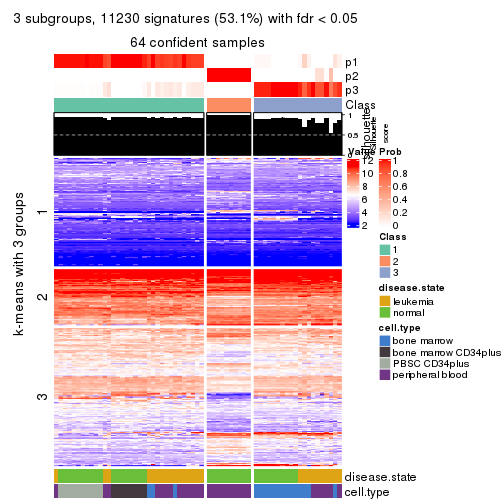 3 subgroups, 11230 signatures (53.1%) with fdr < 0.05
64 confident samples
p1
p2
p3
Class
1
0.5
0
Silhouette
score
k-means with 3 groups
1
2
3
Value
12
10
8
6
4
2
Prob
1
0.8
0.6
0.4
0.2
0
Class
1
2
3
disease.state
leukemia
normal
cell.type
bone marrow
bone marrow CD34plus
PBSC CD34plus
peripheral blood
disease.state
cell.type